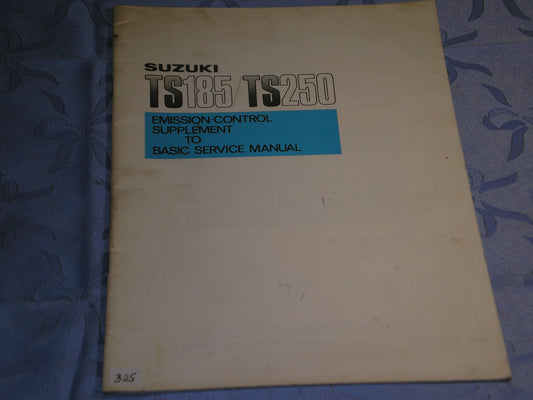 SUZUKI
TS185/TS250
EMISSION-CONTROL
SUPPLEMENT
TO
BASIC SERVICE MANUAL
325